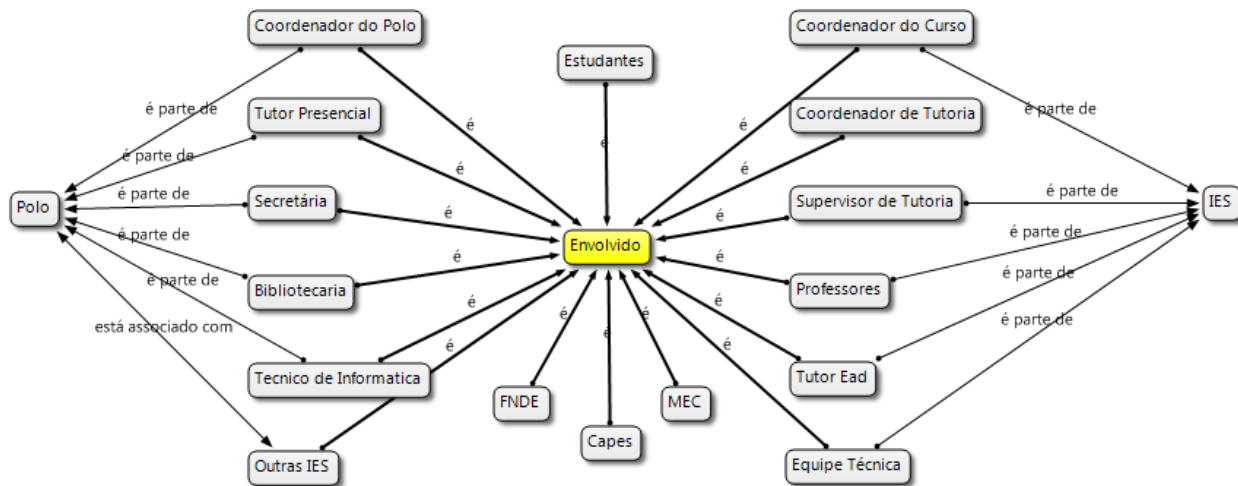 Coordenador do Polo
Coordenador do Curso
Estudantes
é parte de
Tutor Presencial
é
é
Coordenador de Tutoria
é parte de
é parte de
é
é
é
Polo
é parte de
Secretária
é
é
Supervisor de Tutoria
é parte de
IES
é parte de
Envolvido
é parte de
Bibliotecaria
é
é
Professores
é parte de
é parte de
está associado com
é
é
é
é
é
é
é
é parte de
Tecnico de Informatica
Tutor Ead
FNDE
MEC
Capes
Outras IES
Equipe Técnica